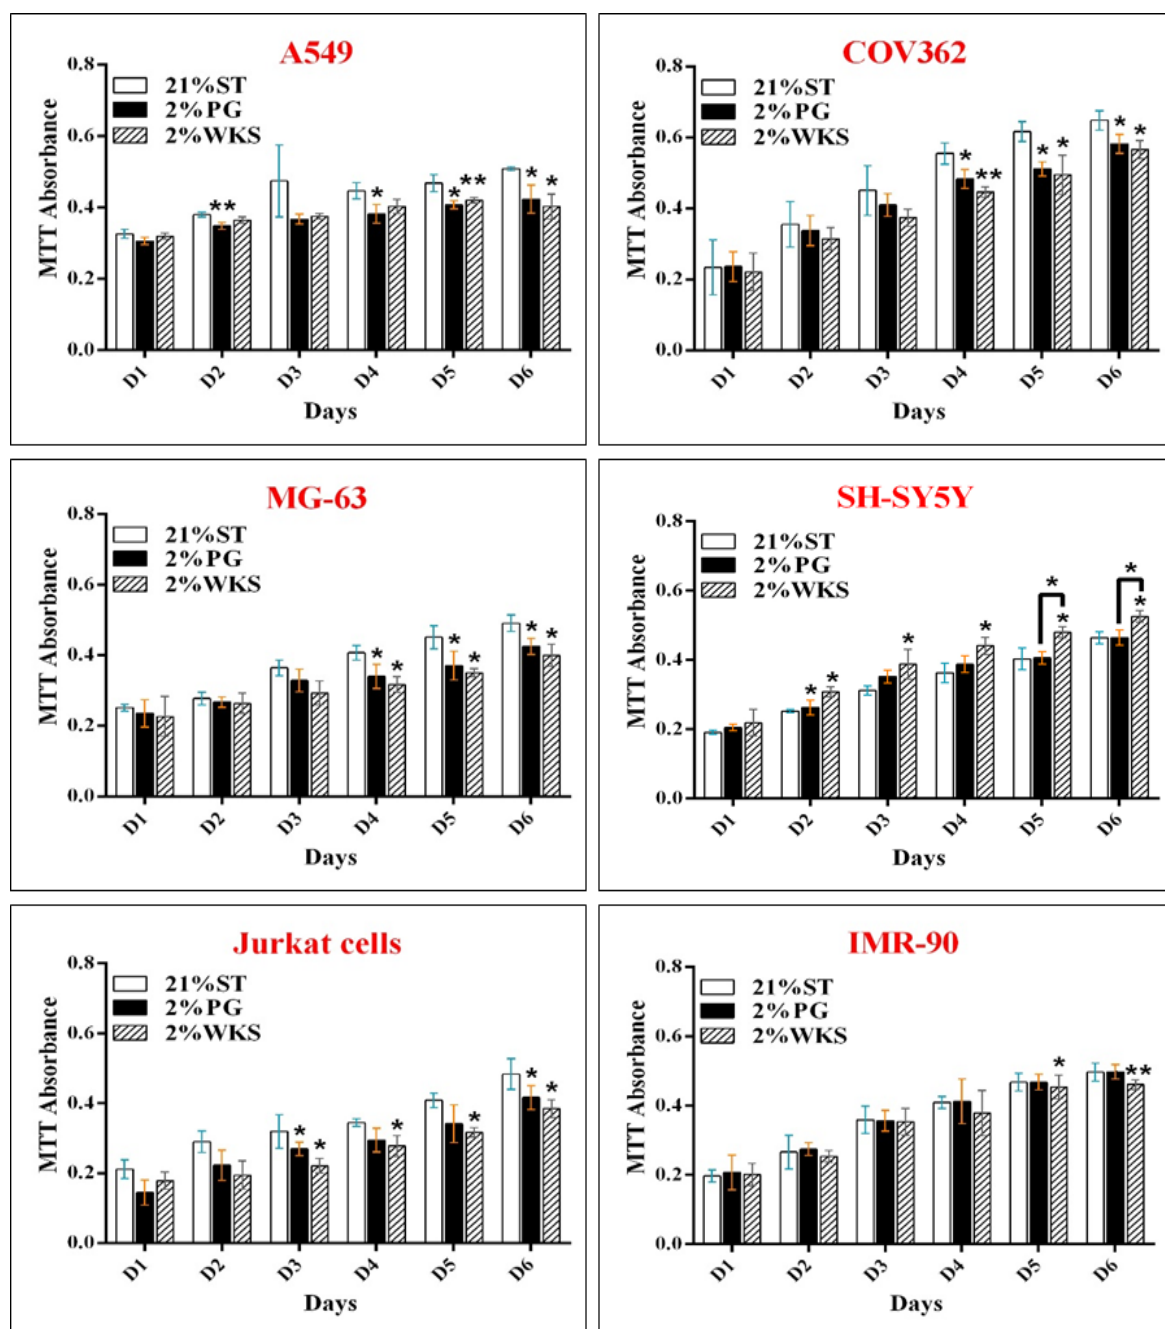 A549
0.8
21%ST
2%PG
2%WKS
0.6
0.4
0.2
0.0
MTT Absorbance
** * * ** * *
D1 D2 D3 D4 D5 D6
Days
COV362
0.8
21%ST
2%PG
2%WKS
0.6
0.4
0.2
0.0
MTT Absorbance
* ** * * * *
D1 D2 D3 D4 D5 D6
Days
MG-63
0.8
21%ST
2%PG
2%WKS
0.6
0.4
0.2
0.0
MTT Absorbance
* * * * * *
D1 D2 D3 D4 D5 D6
Days
SH-SY5Y
0.8
21%ST
2%PG
2%WKS
0.6
0.4
0.2
0.0
MTT Absorbance
* *
* * * * * *
D1 D2 D3 D4 D5 D6
Days
Jurkat cells
0.8
21%ST
2%PG
2%WKS
0.6
0.4
0.2
0.0
MTT Absorbance
* * * * * *
D1 D2 D3 D4 D5 D6
Days
IMR-90
0.8
21%ST
2%PG
2%WKS
0.6
0.4
0.2
0.0
MTT Absorbance
* **
D1 D2 D3 D4 D5 D6
Days